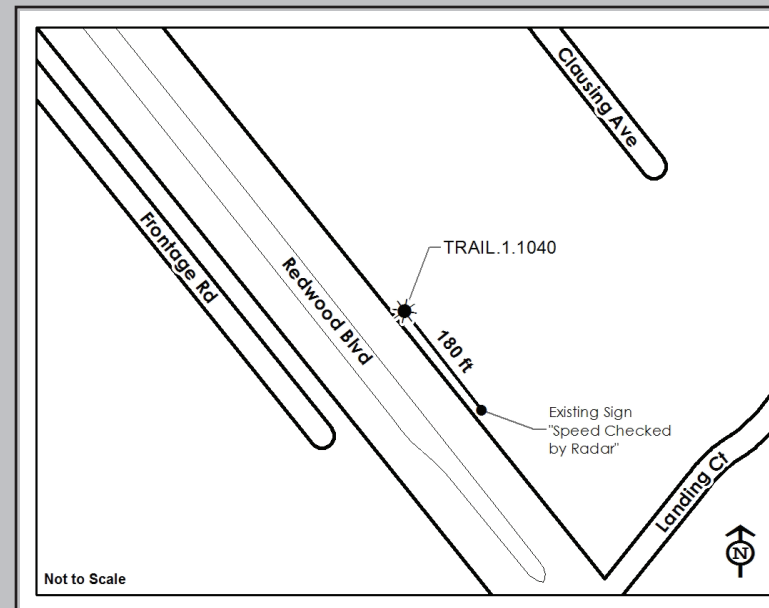 Clausing Ave
TRAIL.1.1040
Frontage Rd
Redwood Blvd
180 ft
Existing Sign
"Speed Checked
by Radar"
Landing Ct
N
Not to Scale